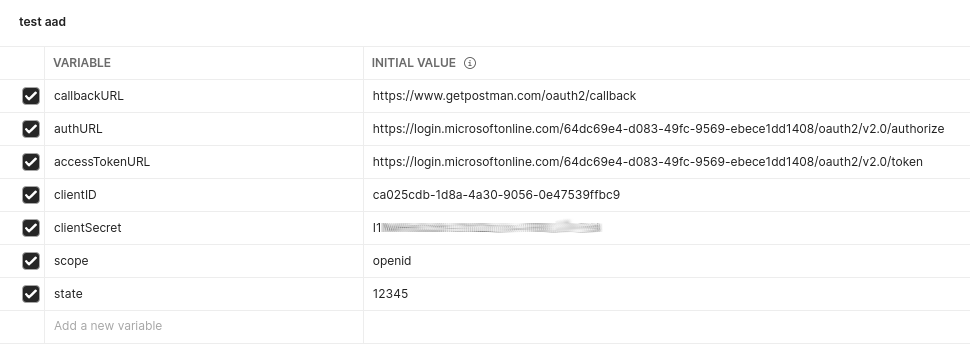 test aad
VARIABLE INITIAL VALUE
callbackURL https://www.getpostman.com/oauth2/callback
authURL https://login.microsoftonline.com/64dc69e4-d083-49fc-9569-ebece1dd1408/oauth2/v2.0/authorize
accessTokenURL https://login.microsoftonline.com/64dc69e4-d083-49fc-9569-ebece1dd1408/oauth2/v2.0/token
clientID ca025cdb-1d8a-4a30-9056-0e47539ffbc9
clientSecret
scope openid
state 12345
Add a new variable